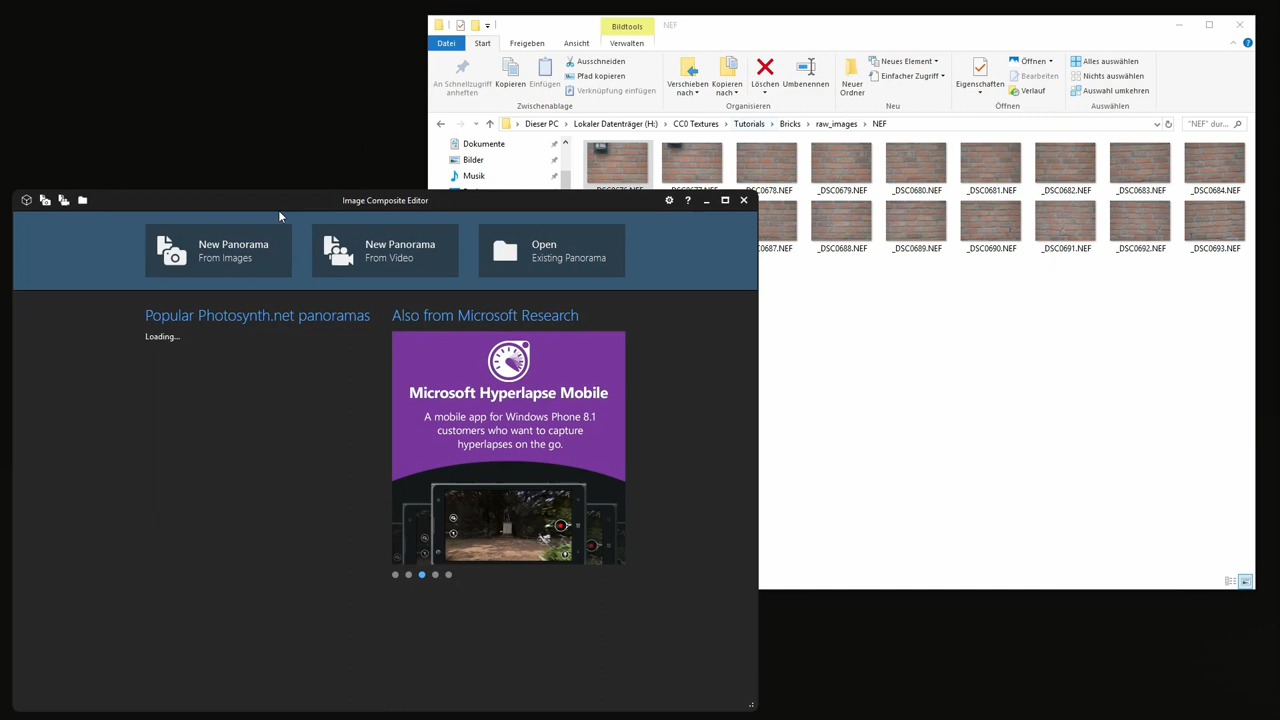 Bildtools
NEF
Datei
Start
Freigeben
Ansicht
Verwalten
An Schnellzugriff
anheften
Kopieren
Einfügen
Ausschneiden
Pfad kopieren
Verknüpfung einfügen
Zwischenablage
Verschieben
nach
Kopieren
nach
Löschen
Umbenennen
Organisieren
Neuer
Ordner
Neues Element
Einfacher Zugriff
Neu
Eigenschaften
Öffnen
Bearbeiten
Verlauf
Öffnen
Alles auswählen
Nichts auswählen
Auswahl umkehren
Auswählen
Dieser PC
Lokaler Datenträger (H:)
CC0 Textures
Tutorials
Bricks
raw_images
NEF
"NEF" dur...
Dokumente
Bilder
Musik
_DSC0678.NEF
_DSC0679.NEF
_DSC0680.NEF
_DSC0681.NEF
_DSC0682.NEF
_DSC0683.NEF
_DSC0684.NEF
_DSC0688.NEF
_DSC0689.NEF
_DSC0690.NEF
_DSC0691.NEF
_DSC0692.NEF
_DSC0693.NEF
Image Composite Editor
New Panorama
From Images
New Panorama
From Video
Open
Existing Panorama
Popular Photosynth.net panoramas
Loading...
Also from Microsoft Research
Microsoft Hyperlapse Mobile
A mobile app for Windows Phone 8.1
customers who want to capture
hyperlapses on the go.